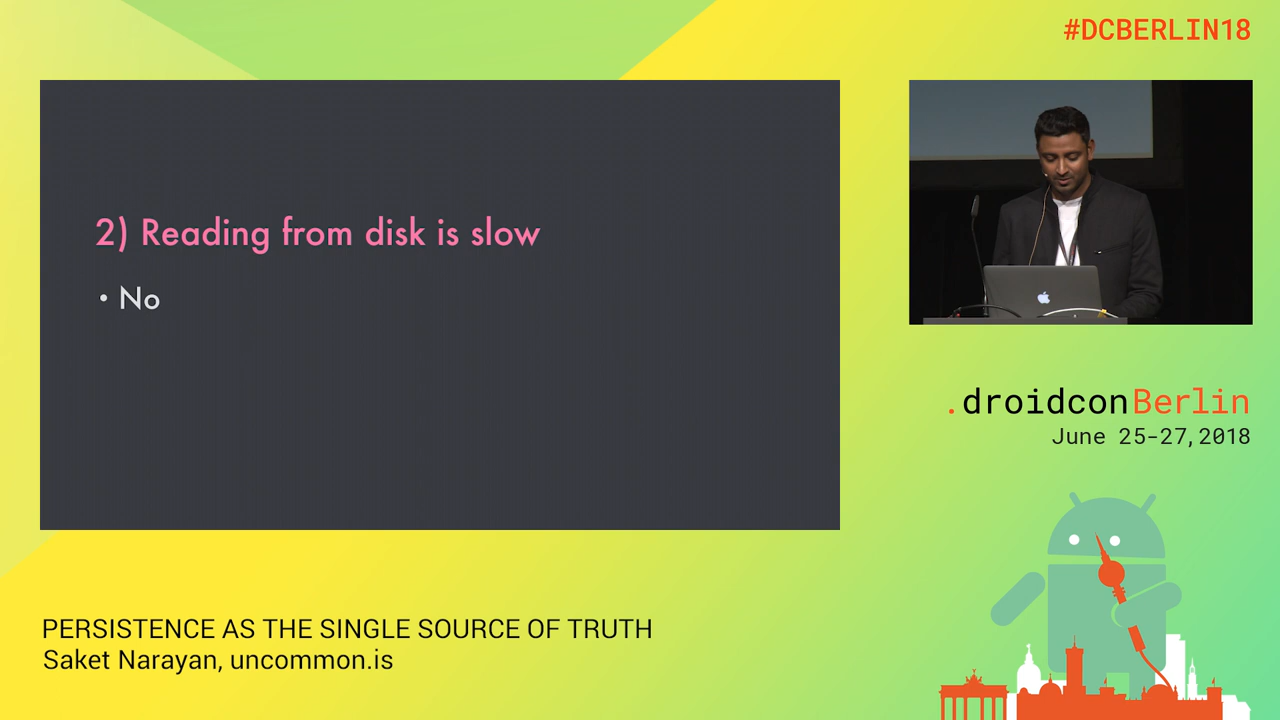 #DCBERLIN18
2) Reading from disk is slow
• No
.droidconBerlin
June 25-27, 2018
PERSISTENCE AS THE SINGLE SOURCE OF TRUTH
Saket Narayan, uncommon.is